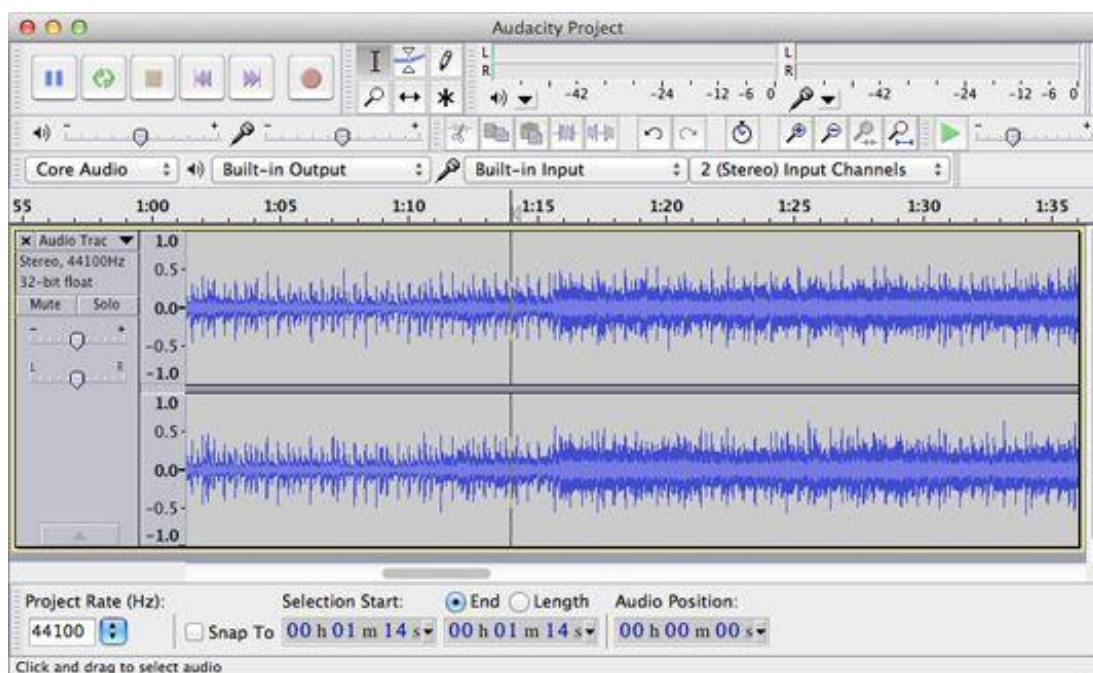 Audacity Project
L
R
-42 -24 -12 -6 0
L
R
-42 -24 -12 -6 0
- +
- +
Core Audio
Built-in Output
Built-in Input
2 (Stereo) Input Channels
55 1:00 1:05 1:10 1:15 1:20 1:25 1:30 1:35
Audio Trac
Stereo, 44100Hz
32-bit float
Mute Solo
- +
L R
1.0
0.5
0.0
-0.5
-1.0
1.0
0.5
0.0
-0.5
-1.0
Project Rate (Hz): Selection Start: End Length Audio Position:
44100 Snap To 00 h 01 m 14 s 00 h 01 m 14 s 00 h 00 m 00 s
Click and drag to select audio